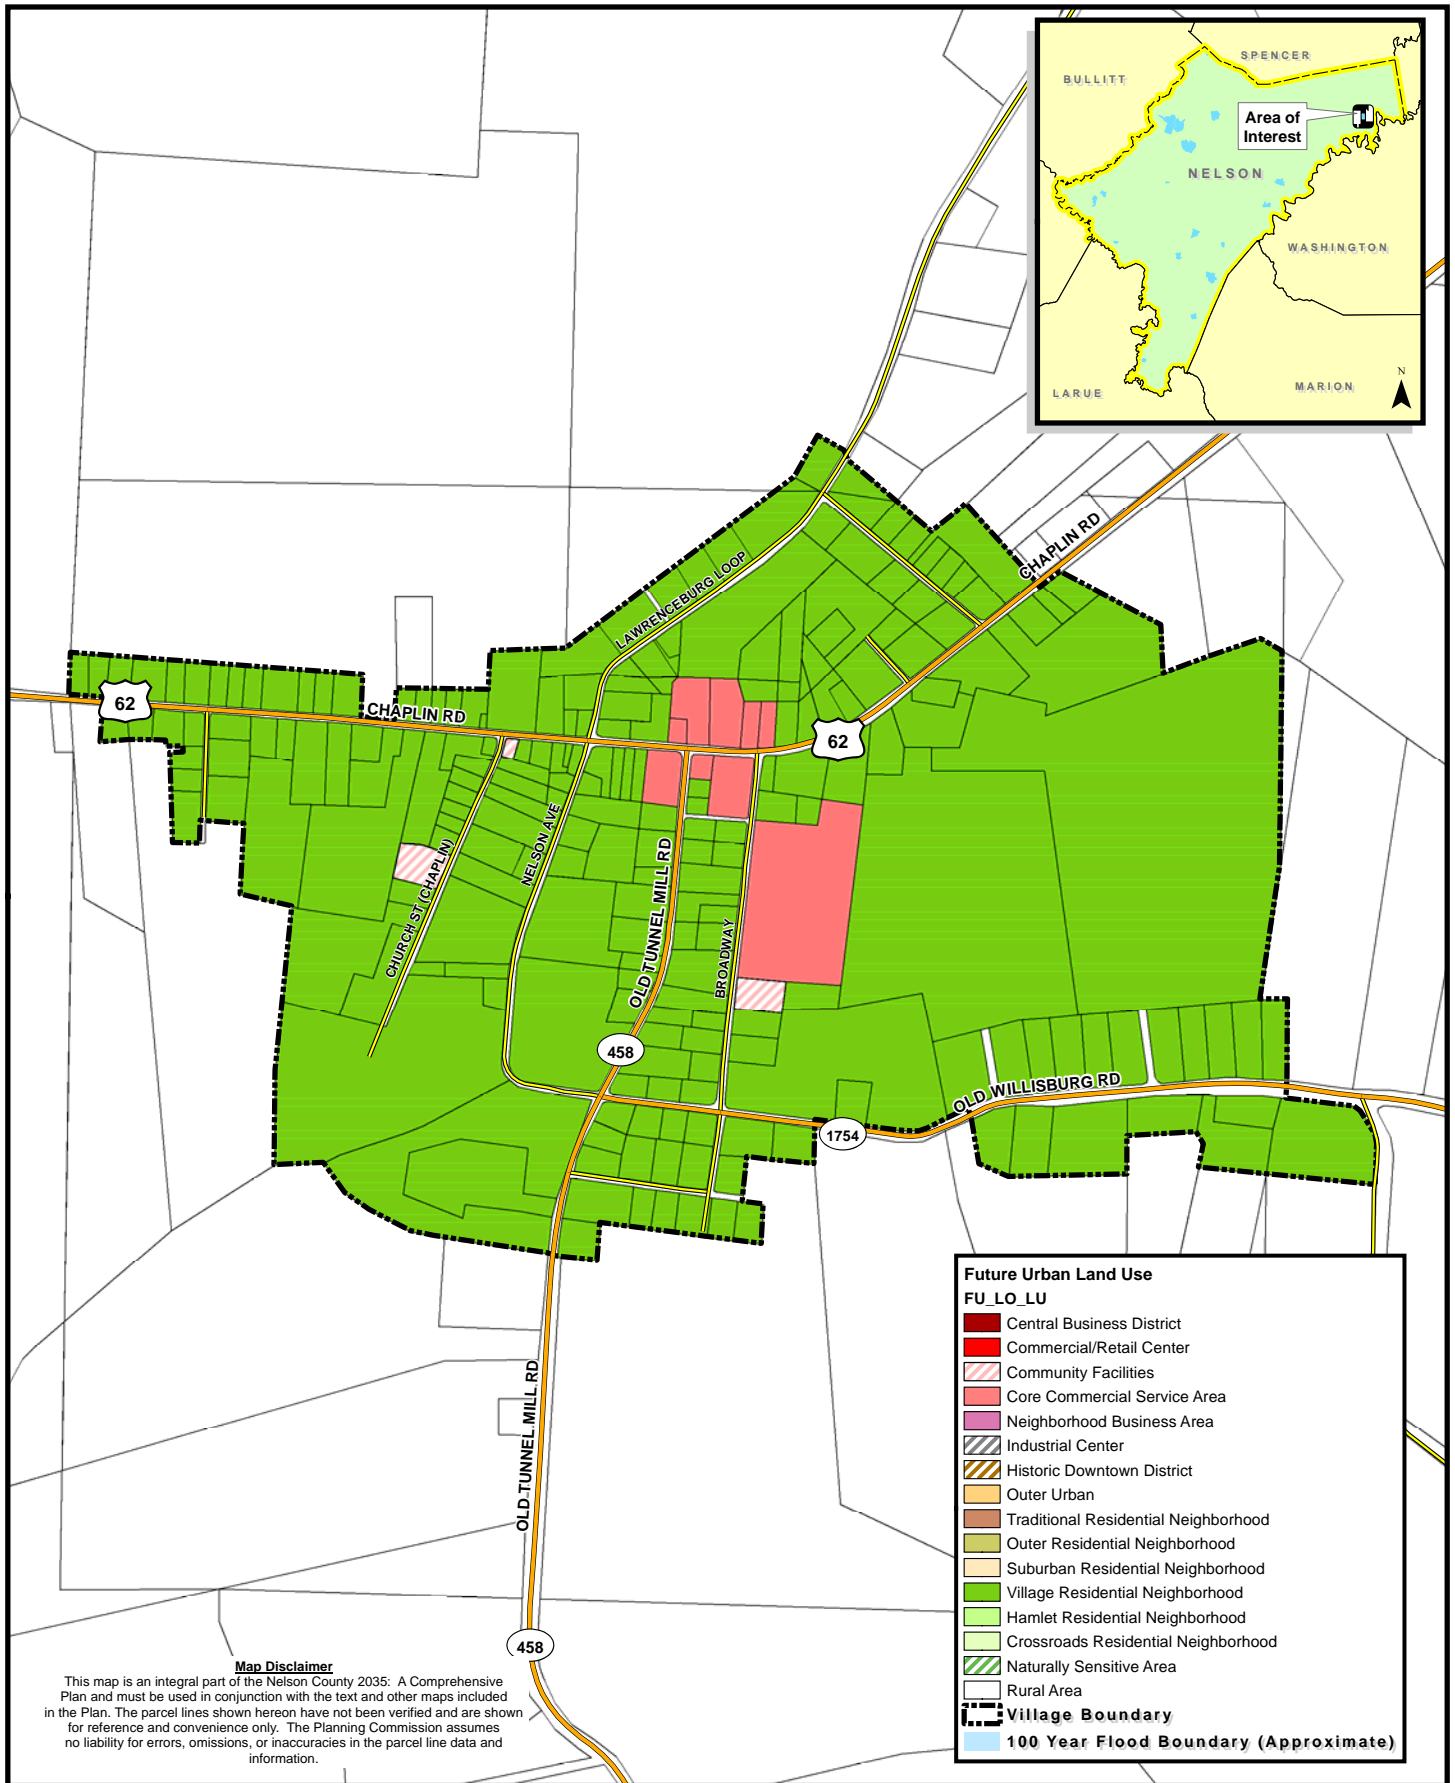 SPENCER
BULLITT
Area of
Interest
NELSON
WASHINGTON
N
MARION
LARUE
CHAPLIN RD
LAWRENCEBURG LOOP
62
CHAPLIN RD
62
NELSON AVE
OLD TUNNEL MILL RD
CHURCH ST (CHAPLIN)
BROADWAY
458
OLD WILLISBURG RD
1754
OLD TUNNEL MILL RD
458
Future Urban Land Use
FU_LO_LU
Central Business District
Commercial/Retail Center
Community Facilities
Core Commercial Service Area
Neighborhood Business Area
Industrial Center
Historic Downtown District
Outer Urban
Traditional Residential Neighborhood
Outer Residential Neighborhood
Suburban Residential Neighborhood
Village Residential Neighborhood
Hamlet Residential Neighborhood
Crossroads Residential Neighborhood
Naturally Sensitive Area
Rural Area
Village Boundary
100 Year Flood Boundary (Approximate)
Map Disclaimer
This map is an integral part of the Nelson County 2035: A Comprehensive
Plan and must be used in conjunction with the text and other maps included
in the Plan. The parcel lines shown hereon have not been verified and are shown
for reference and convenience only. The Planning Commission assumes
no liability for errors, omissions, or inaccuracies in the parcel line data and
information.